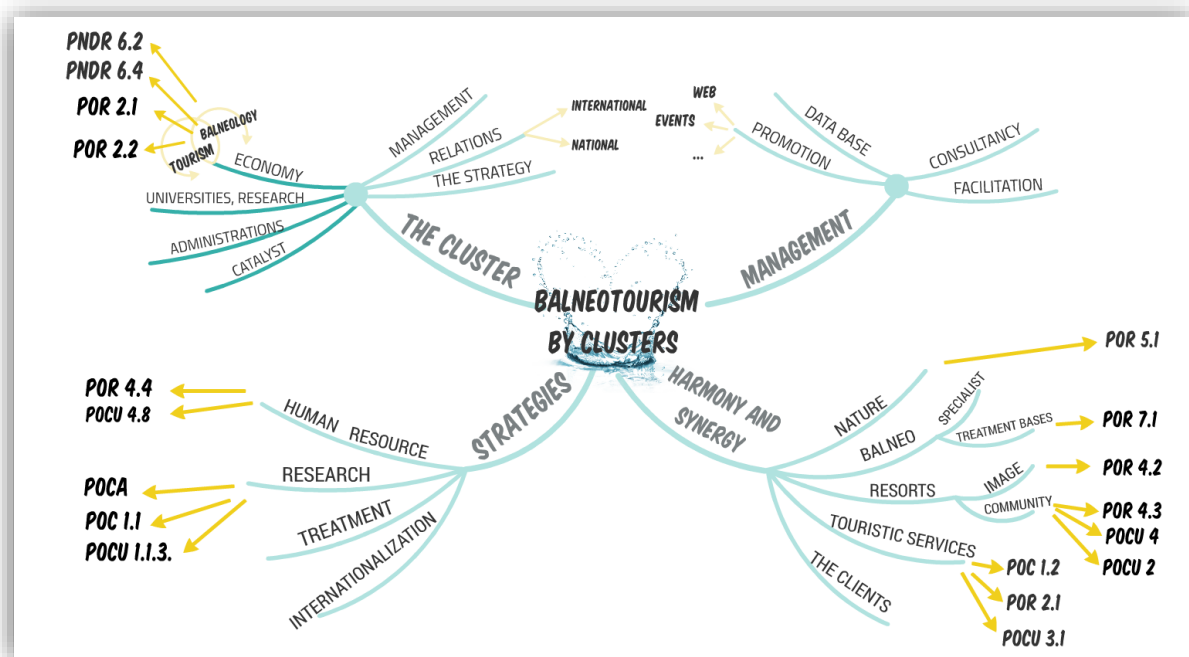 PNDR 6.2
PNDR 6.4
POR 2.1
POR 2.2
BALNEOLOGY
TOURISM
ECONOMY
UNIVERSITIES, RESEARCH
ADMINISTRATIONS
CATALYST
MANAGEMENT
RELATIONS
THE STRATEGY
INTERNATIONAL
NATIONAL
THE CLUSTER
WEB
EVENTS
...
DATA BASE
PROMOTION
CONSULTANCY
FACILITATION
MANAGEMENT
BALNEOTOURISM
BY CLUSTERS
STRATEGIES
HUMAN RESOURCE
POR 4.4
POCU 4.8
RESEARCH
POCA
POC 1.1
POCU 1.1.3.
TREATMENT
INTERNATIONALIZATION
HARMONY AND
SYNERGY
NATURE
POR 5.1
BALNEO
SPECIALIST
TREATMENT BASES
POR 7.1
RESORTS
IMAGE
POR 4.2
COMMUNITY
POR 4.3
POCU 4
POCU 2
TOURISTIC SERVICES
POC 1.2
POR 2.1
POCU 3.1
THE CLIENTS